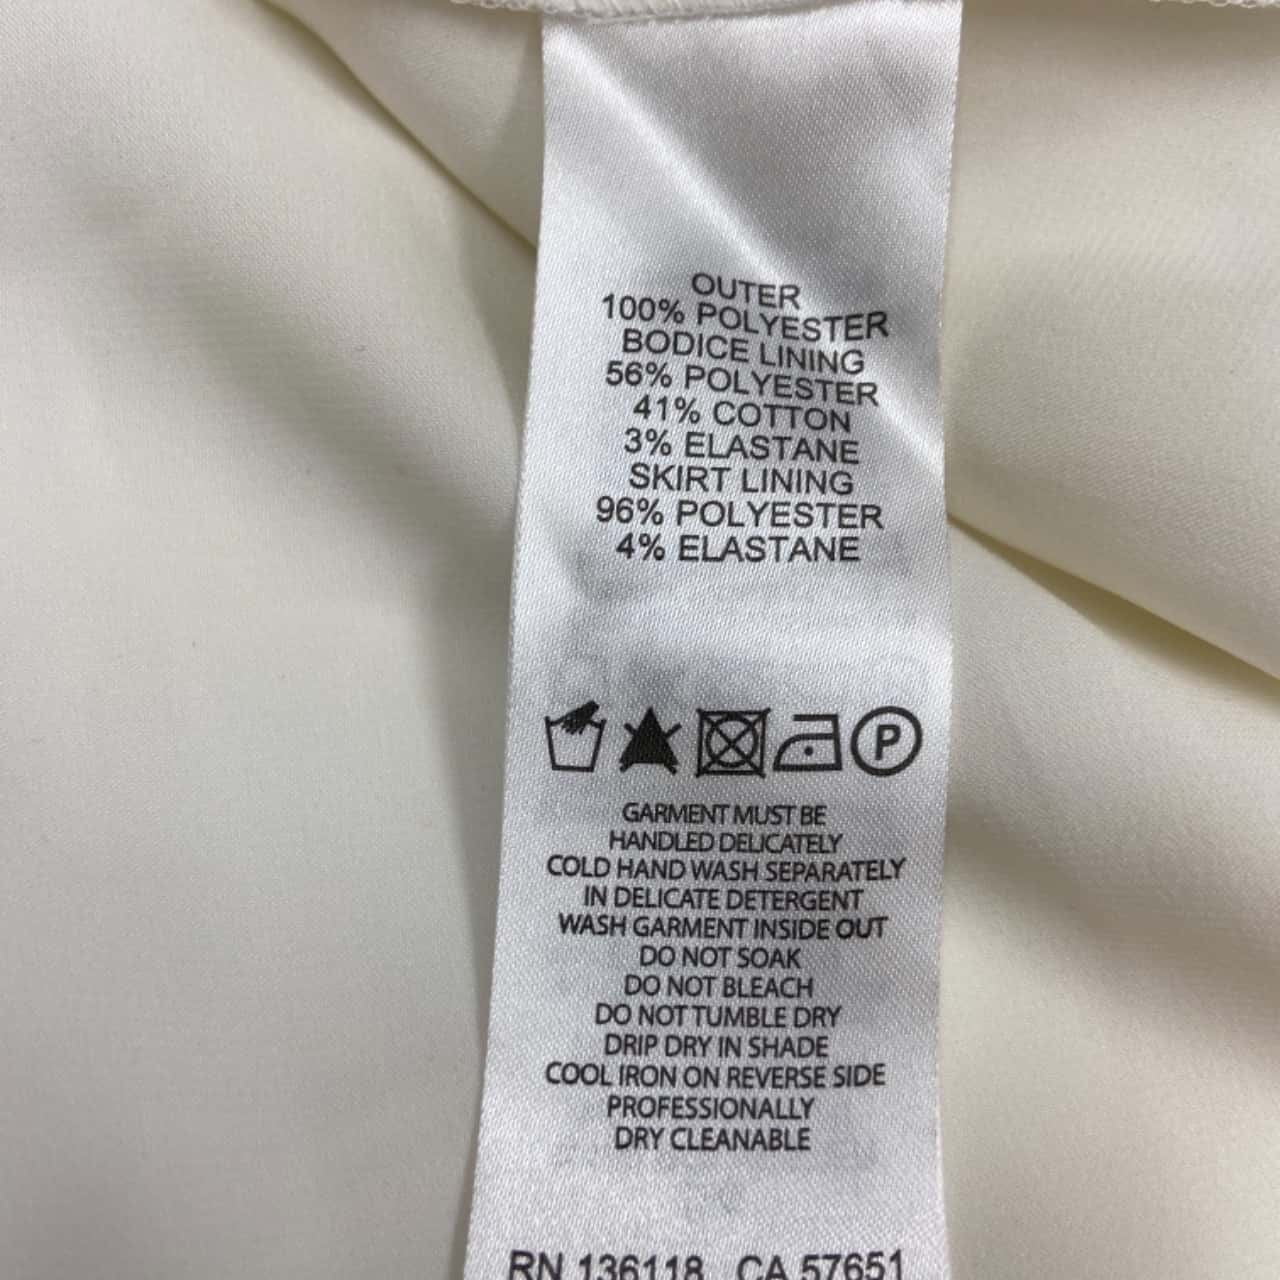 OUTER
100% POLYESTER
BODICE LINING
56% POLYESTER
41% COTTON
3% ELASTANE
SKIRT LINING
96% POLYESTER
4% ELASTANE
P
GARMENT MUST BE
HANDLED DELICATELY
COLD HAND WASH SEPARATELY
IN DELICATE DETERGENT
WASH GARMENT INSIDE OUT
DO NOT SOAK
DO NOT BLEACH
DO NOT TUMBLE DRY
DRIP DRY IN SHADE
COOL IRON ON REVERSE SIDE
PROFESSIONALLY
DRY CLEANABLE
RN 136118 CA 57651